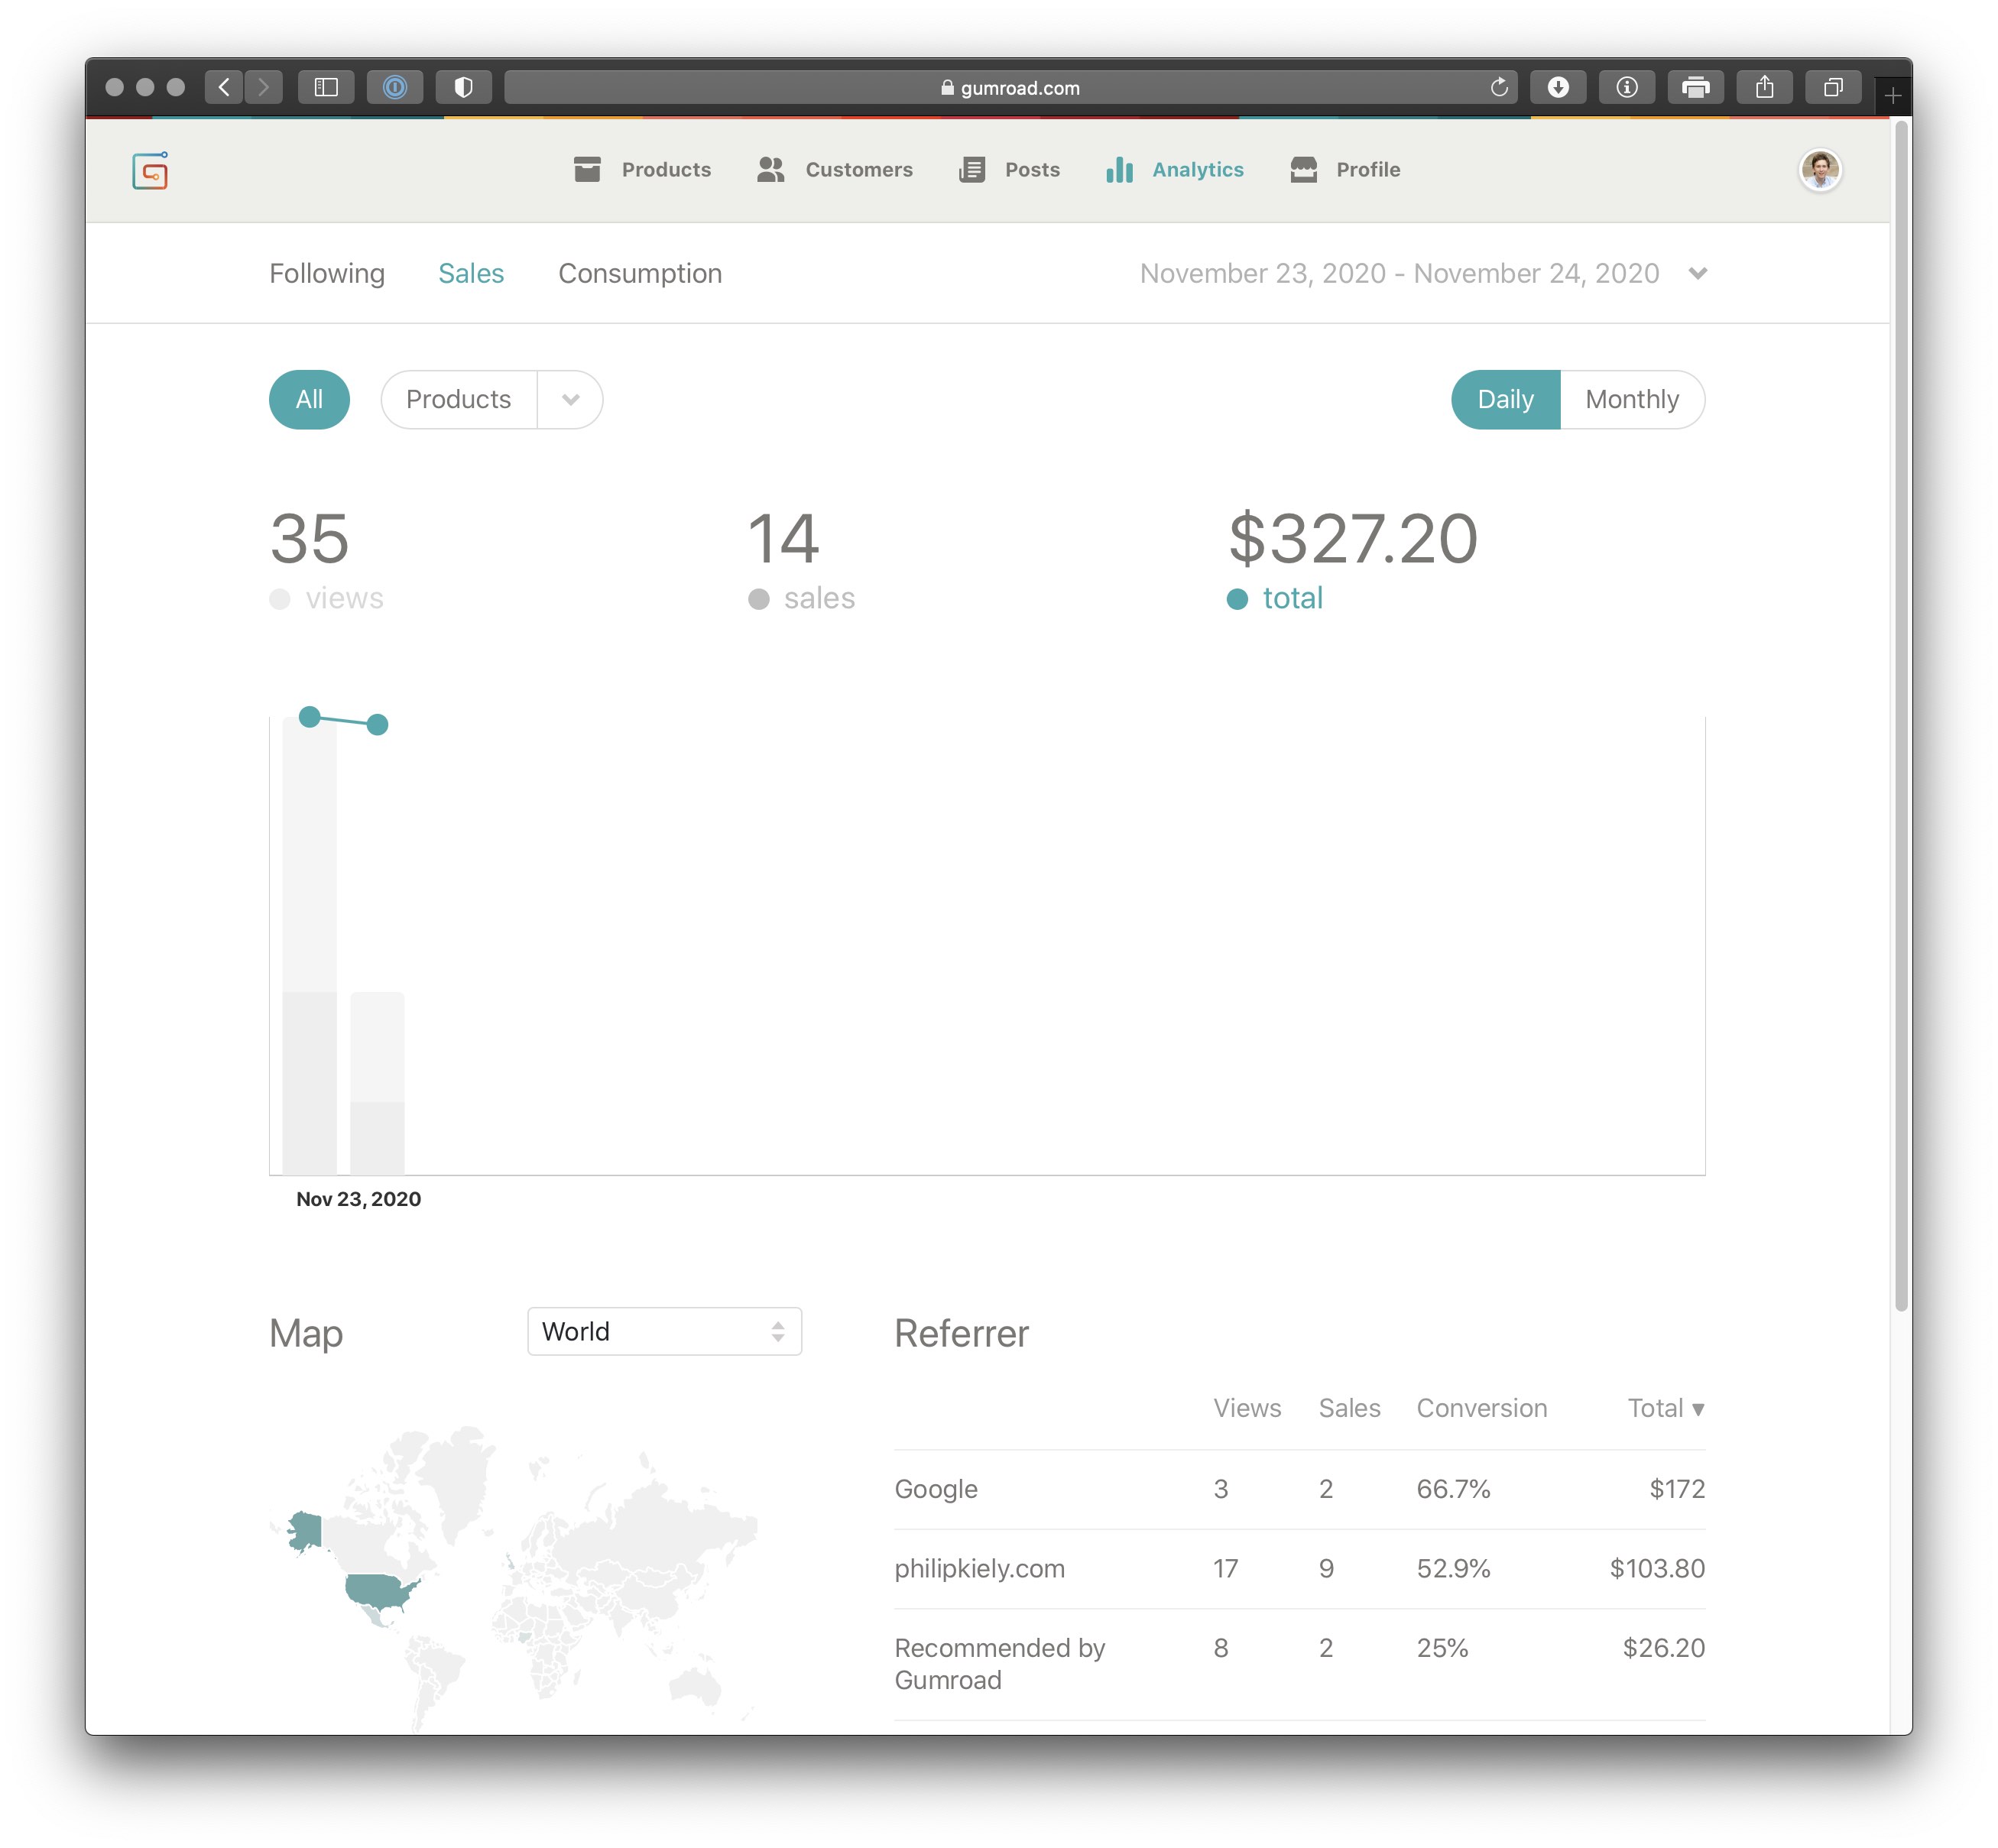 gumroad.com
Products Customers Posts Analytics Profile
Following Sales Consumption November 23, 2020 - November 24, 2020
All Products Daily Monthly
35 14 $327.20
views sales total
Nov 23, 2020
Map World Referrer
Views Sales Conversion Total ▼
Google 3 2 66.7% $172
philipkiely.com 17 9 52.9% $103.80
Recommended by 8 2 25% $26.20
Gumroad